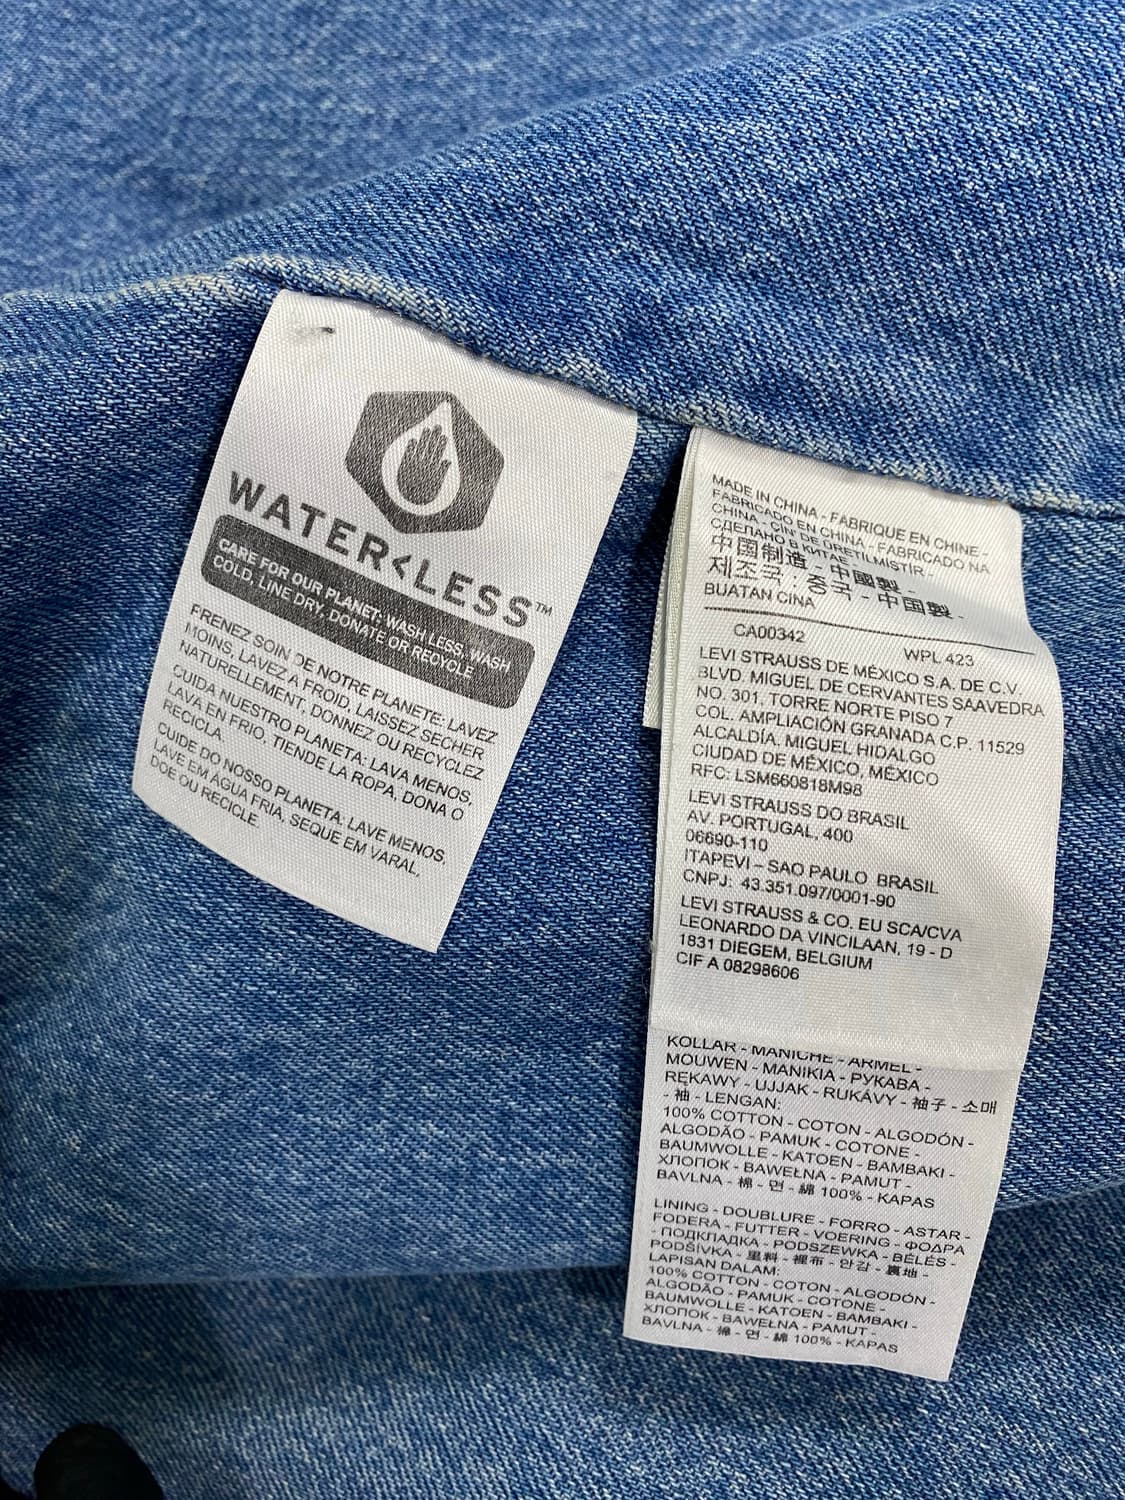 WATER<LESS™
CARE FOR OUR PLANET: WASH LESS, WASH
COLD, LINE DRY, DONATE OR RECYCLE
PRENEZ SOIN DE NOTRE PLANETE: LAVEZ
MOINS, LAVEZ A FROID, LAISSEZ SECHER
NATURELLEMENT, DONNEZ OU RECYCLEZ
CUIDA NUESTRO PLANETA: LAVA MENOS,
LAVA EN FRIO, TIENDE LA ROPA, DONA O
RECICLA.
CUIDE DO NOSSO PLANETA. LAVE MENOS,
LAVE EM ÁGUA FRIA, SEQUE EM VARAL,
DOE OU RECICLE.
MADE IN CHINA - FABRIQUE EN CHINE -
FABRICADO EN CHINA - FABRICADO NA
CHINA - ÇIN' DE ÜRETILMISTIR -
СДЕЛАНО В КИТАЕ -
中国制造 - 中國製 -
제조국 : 중국 - 中国製 -
BUATAN CINA
CA00342 WPL 423
LEVI STRAUSS DE MÉXICO S.A. DE C.V.
BLVD. MIGUEL DE CERVANTES SAAVEDRA
NO. 301, TORRE NORTE PISO 7
COL. AMPLIACIÓN GRANADA C.P. 11529
ALCALDÍA. MIGUEL HIDALGO
CIUDAD DE MÉXICO, MÉXICO
RFC: LSM660818M98
LEVI STRAUSS DO BRASIL
AV. PORTUGAL, 400
06690-110
ITAPEVI – SAO PAULO BRASIL
CNPJ: 43.351.097/0001-90
LEVI STRAUSS & CO. EU SCA/CVA
LEONARDO DA VINCILAAN, 19 - D
1831 DIEGEM, BELGIUM
CIF A 08298606
KOLLAR - MANICHE - ÄRMEL -
MOUWEN - MANIKIA - РУКАВА -
RĘKAWY - UJJAK - RUKÁVY - 袖子 - 소매
- 袖 - LENGAN:
100% COTTON - COTON - ALGODÓN -
ALGODÃO - PAMUK - COTONE -
BAUMWOLLE - KATOEN - BAMBAKI -
ХЛОПОК - BAWEŁNA - PAMUT -
BAVLNA - 棉 - 면 - 綿 100% - KAPAS
LINING - DOUBLURE - FORRO - ASTAR -
FODERA - FUTTER - VOERING - ΦΟΔΡΑ
- ПОДКЛАДКА - PODSZEWKA - BÉLÉS -
PODŠÍVKA - 里料 - 裡布 - 안감 - 裏地 -
LAPISAN DALAM:
100% COTTON - COTON - ALGODÓN -
ALGODÃO - PAMUK - COTONE -
BAUMWOLLE - KATOEN - BAMBAKI -
ХЛОПОК - BAWEŁNA - PAMUT -
BAVLNA - 棉 - 면 - 綿 100% - KAPAS